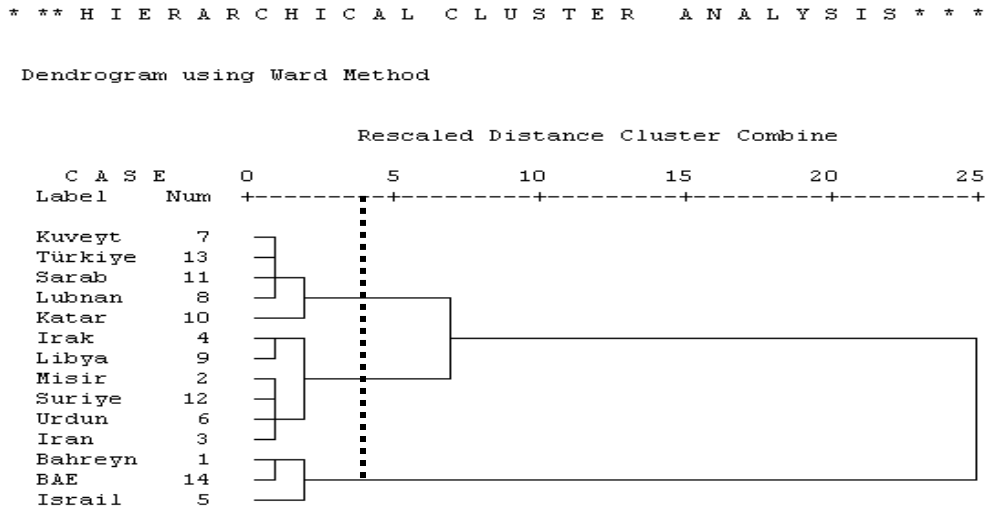 * ** H I E R A R C H I C A L C L U S T E R A N A L Y S I S * * *
Dendrogram using Ward Method
Rescaled Distance Cluster Combine
C A S E 0 5 10 15 20 25
Label Num +---------+---------+---------+---------+---------+
Kuveyt 7
Türkiye 13
Sarab 11
Lubnan 8
Katar 10
Irak 4
Libya 9
Misir 2
Suriye 12
Urdun 6
Iran 3
Bahreyn 1
BAE 14
Israil 5